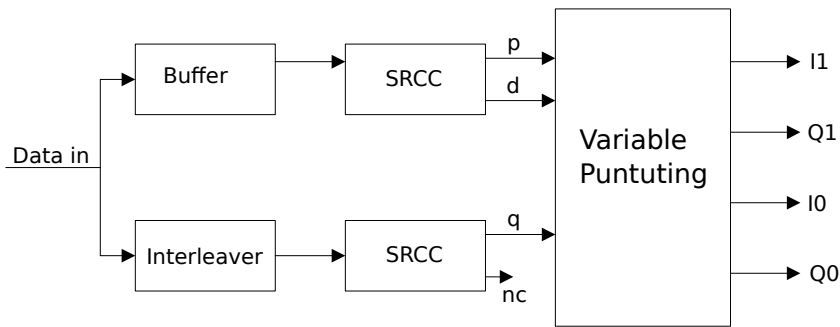 Data in
Buffer
SRCC
p
d
Interleaver
SRCC
q
nc
Variable
Puntuting
I1
Q1
I0
Q0